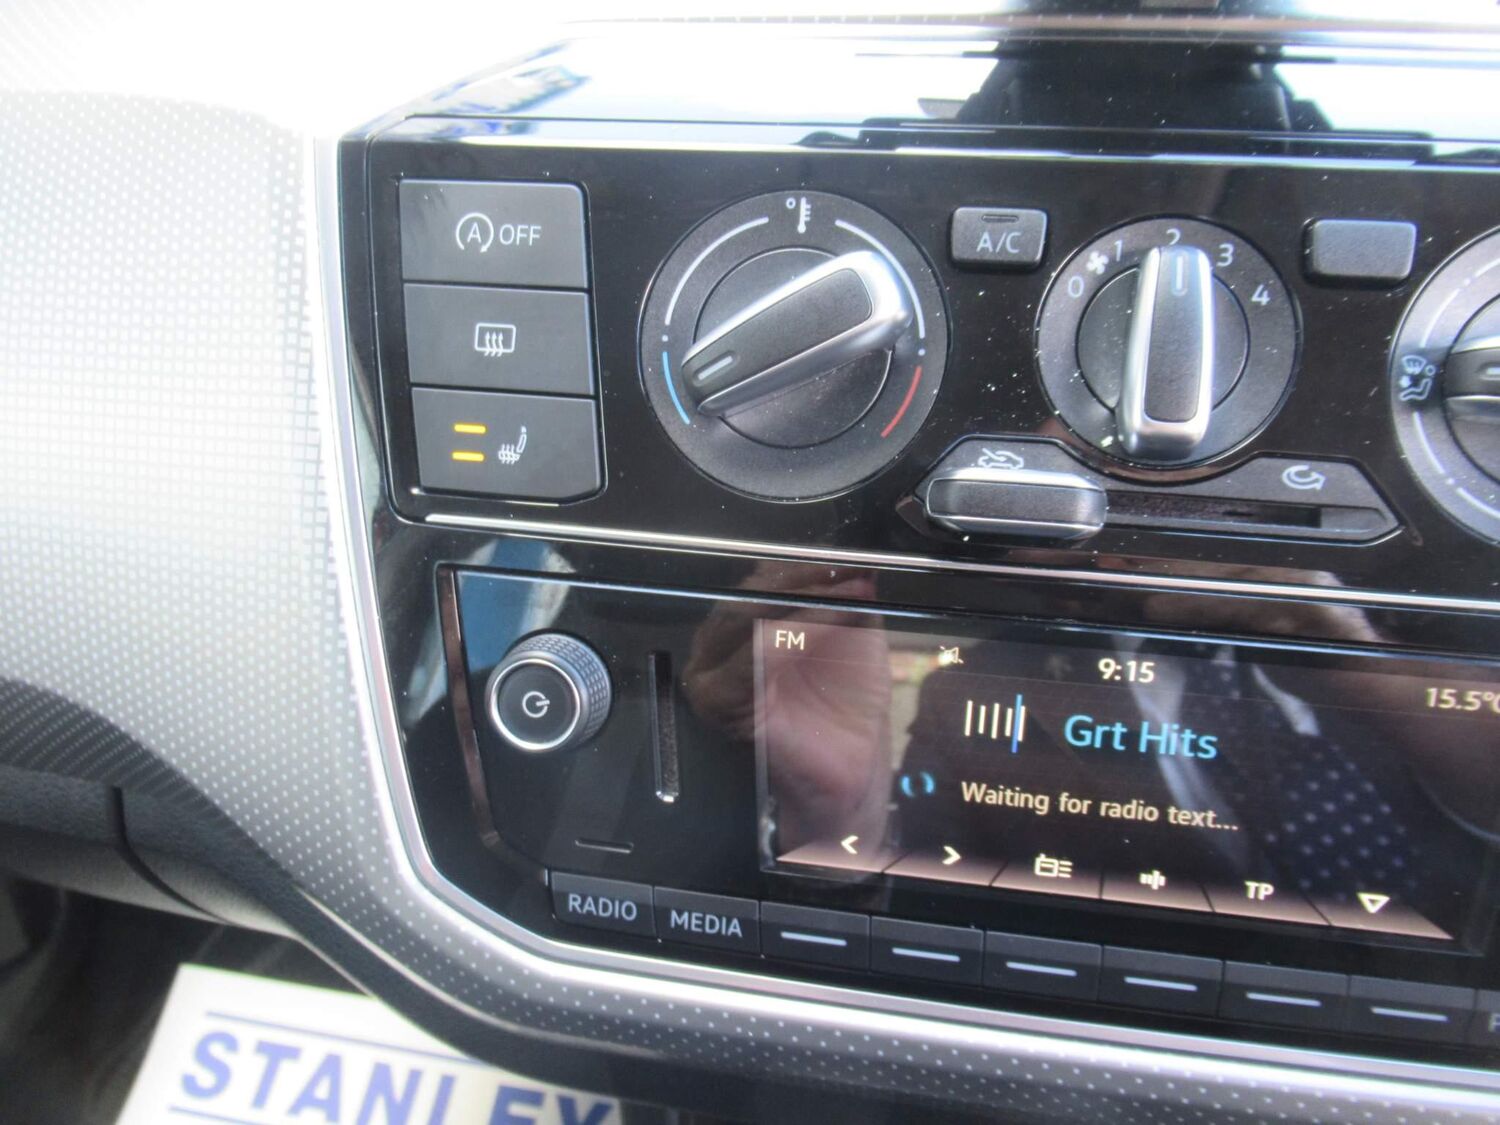 A OFF
A/C
0 1 2 3 4
FM
9:15
15.5°
Grt Hits
Waiting for radio text...
TP
RADIO
MEDIA
STANLEY